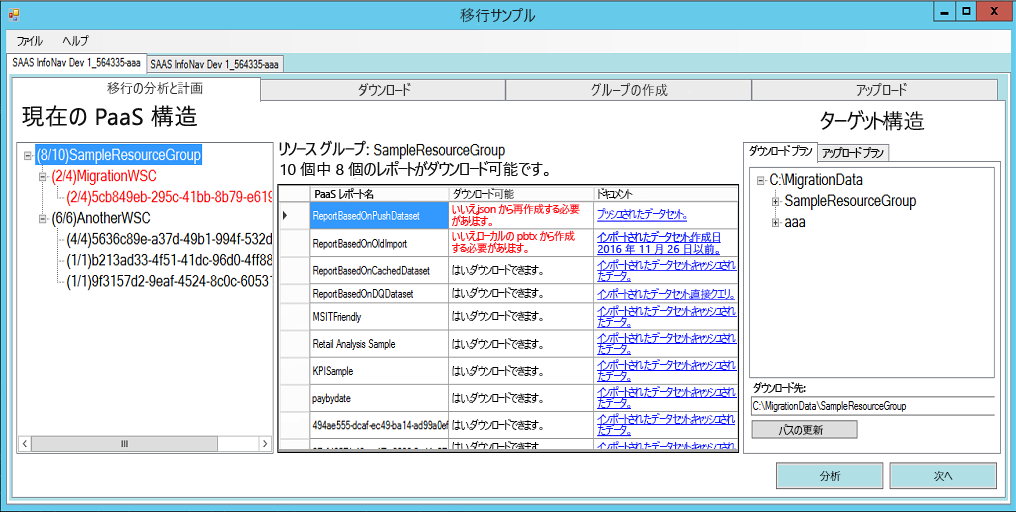 移行サンプル
ファイル ヘルプ
SAAS InfoNav Dev 1_564335-aaa SAAS InfoNav Dev 1_564335-aaa
移行の分析と計画 ダウンロード グループの作成 アップロード
現在の PaaS 構造
(8/10)SampleResourceGroup
(2/4)MigrationWSC
(2/4)5cb849eb-295c-41bb-8b79-e619
(6/6)AnotherWSC
(4/4)5636c89e-a37d-49b1-994f-532d
(1/1)b213ad33-4f51-41dc-96d0-4ff88
(1/1)9f3157d2-9eaf-4524-8c0c-60537
リソース グループ: SampleResourceGroup
10 個中 8 個のレポートがダウンロード可能です。
PaaS レポート名 ダウンロード可能 ドキュメント
ReportBasedOnPushDataset いいえjson から再作成する必要
があります。 プッシュされたデータセット。
ReportBasedOnOldImport いいえローカルの pbtx から作成
する必要があります。 インポートされたデータセット作成日
2016 年 11 月 26 日以前。
ReportBasedOnCachedDataset はいダウンロードできます。 インポートされたデータセットキャッシュされ
たデータ。
ReportBasedOnDQDataset はいダウンロードできます。 インポートされたデータセット直接クエリ。
MSITFriendly はいダウンロードできます。 インポートされたデータセットキャッシュされ
たデータ。
Retail Analysis Sample はいダウンロードできます。 インポートされたデータセットキャッシュされ
たデータ。
KPISample はいダウンロードできます。 インポートされたデータセットキャッシュされ
たデータ。
paybydate はいダウンロードできます。 インポートされたデータセットキャッシュされ
たデータ。
494ae555-dcaf-ec49-ba14-ad99a0ef はいダウンロードできます。 インポートされたデータセットキャッシュされ
たデータ。
はいダウンロードできます。 インポートされたデータセットキャッシュされ
ターゲット構造
ダウンロード プラン アップロード プラン
C:\MigrationData
SampleResourceGroup
aaa
ダウンロード先:
C:\MigrationData\SampleResourceGroup
パスの更新
分析 次へ